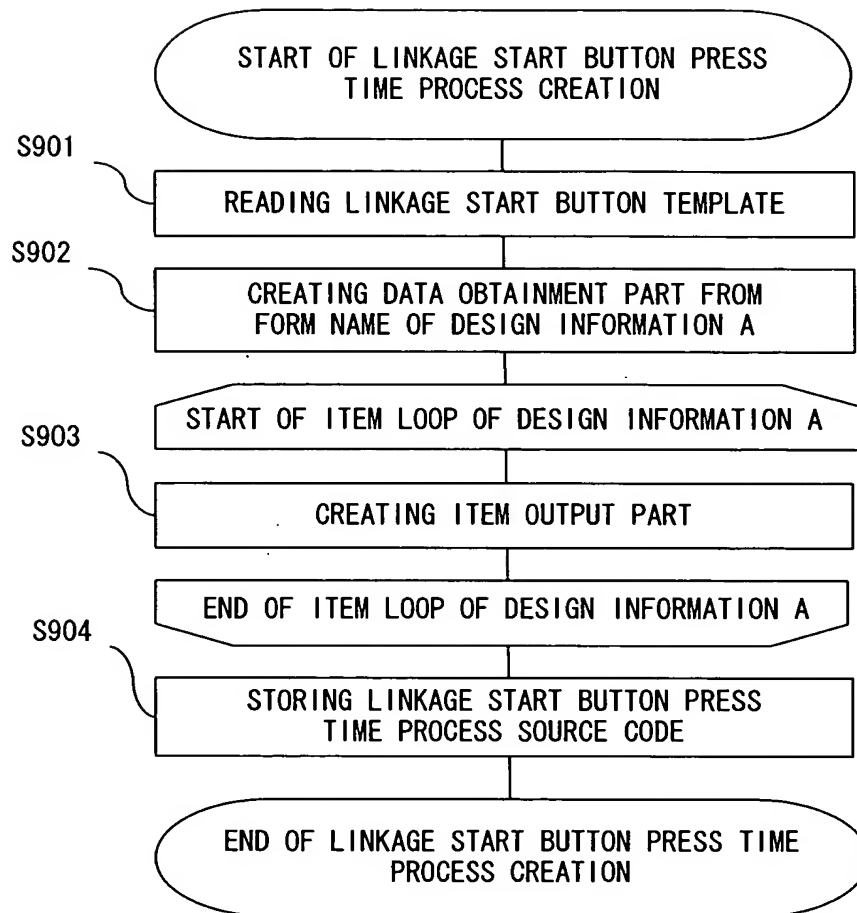 START OF LINKAGE START BUTTON PRESS
TIME PROCESS CREATION
S901
READING LINKAGE START BUTTON TEMPLATE
S902
CREATING DATA OBTAINMENT PART FROM
FORM NAME OF DESIGN INFORMATION A
START OF ITEM LOOP OF DESIGN INFORMATION A
S903
CREATING ITEM OUTPUT PART
END OF ITEM LOOP OF DESIGN INFORMATION A
S904
STORING LINKAGE START BUTTON PRESS
TIME PROCESS SOURCE CODE
END OF LINKAGE START BUTTON PRESS TIME
PROCESS CREATION